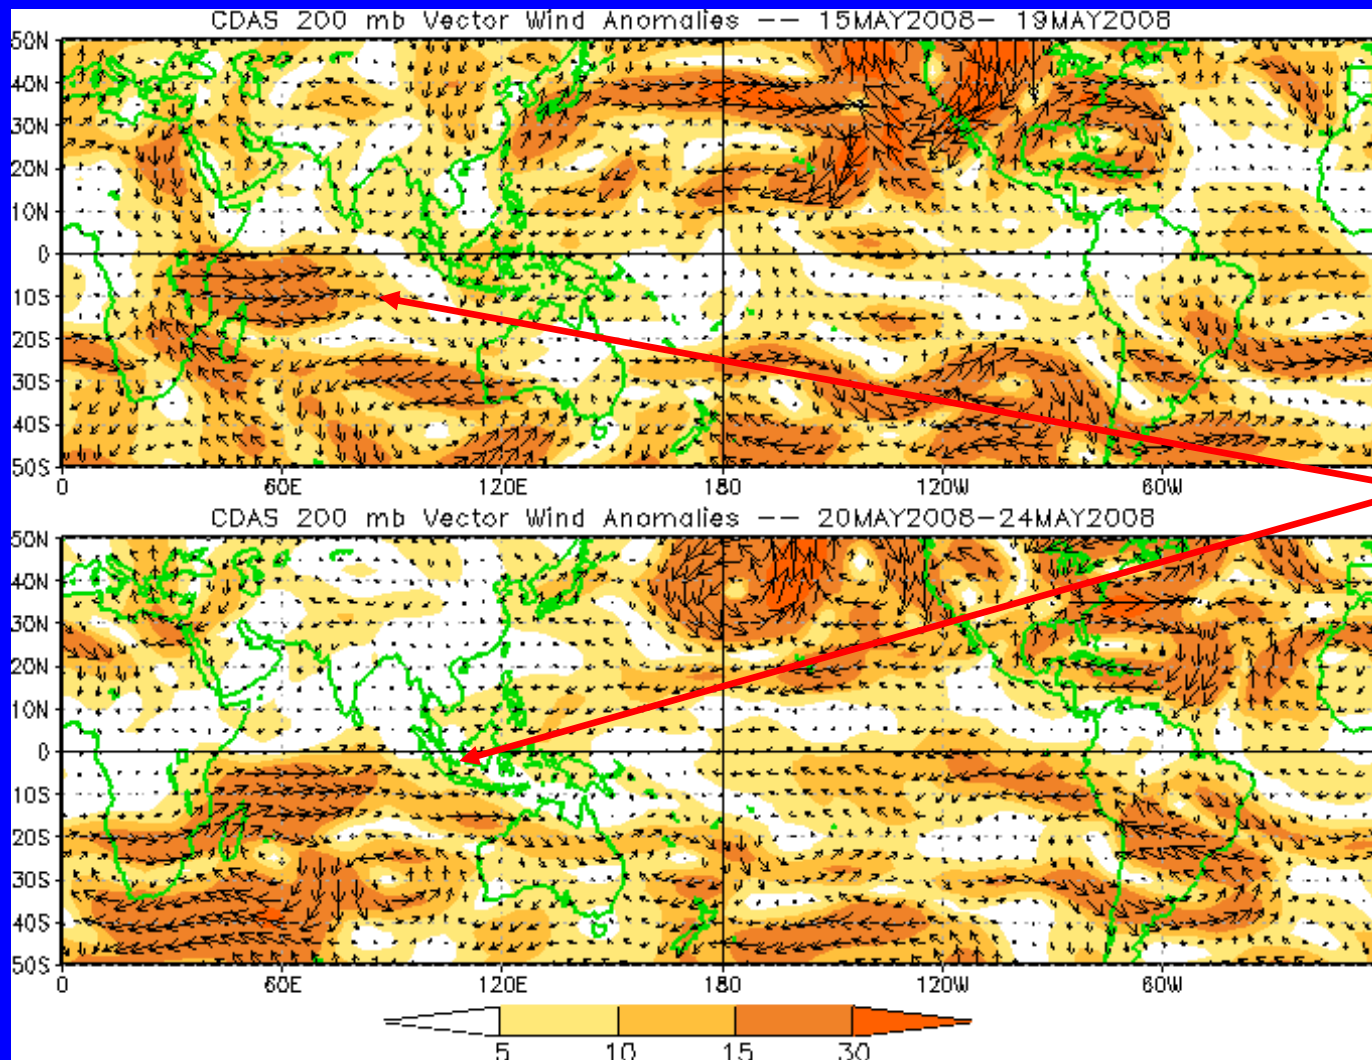 CDAS 200 mb Vector Wind Anomalies -- 15MAY2008- 19MAY2008
50N
40N
30N
20N
10N
0
10S
20S
30S
40S
50S
0 60E 120E 180 120W 60W
CDAS 200 mb Vector Wind Anomalies -- 20MAY2008-24MAY2008
50N
40N
30N
20N
10N
0
10S
20S
30S
40S
50S
0 60E 120E 180 120W 60W
5 10 15 30